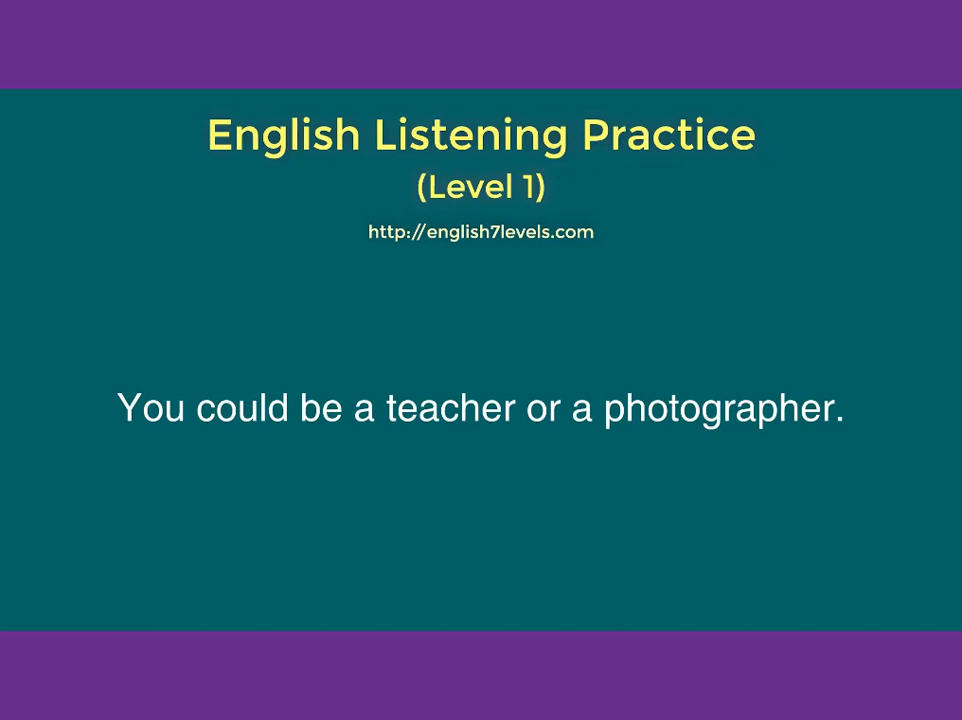 English Listening Practice
(Level 1)
http://english7levels.com
You could be a teacher or a photographer.